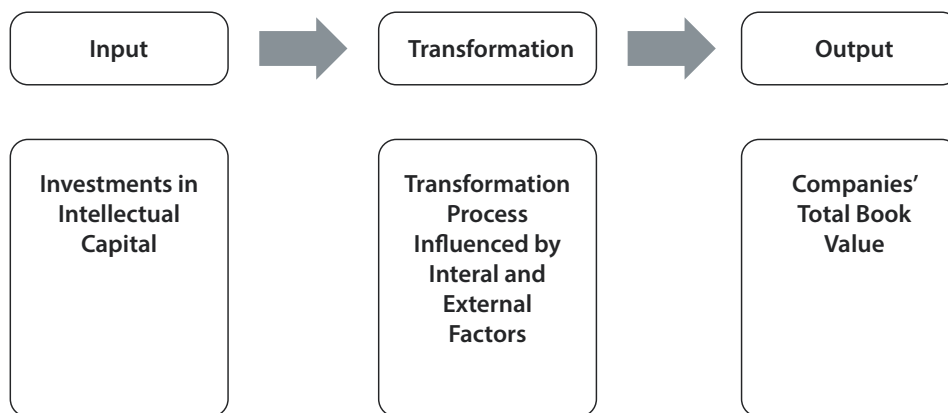 Input
Transformation
Output
Investments in
Intellectual
Capital
Transformation
Process
Influenced by
Interal and
External
Factors
Companies’
Total Book
Value